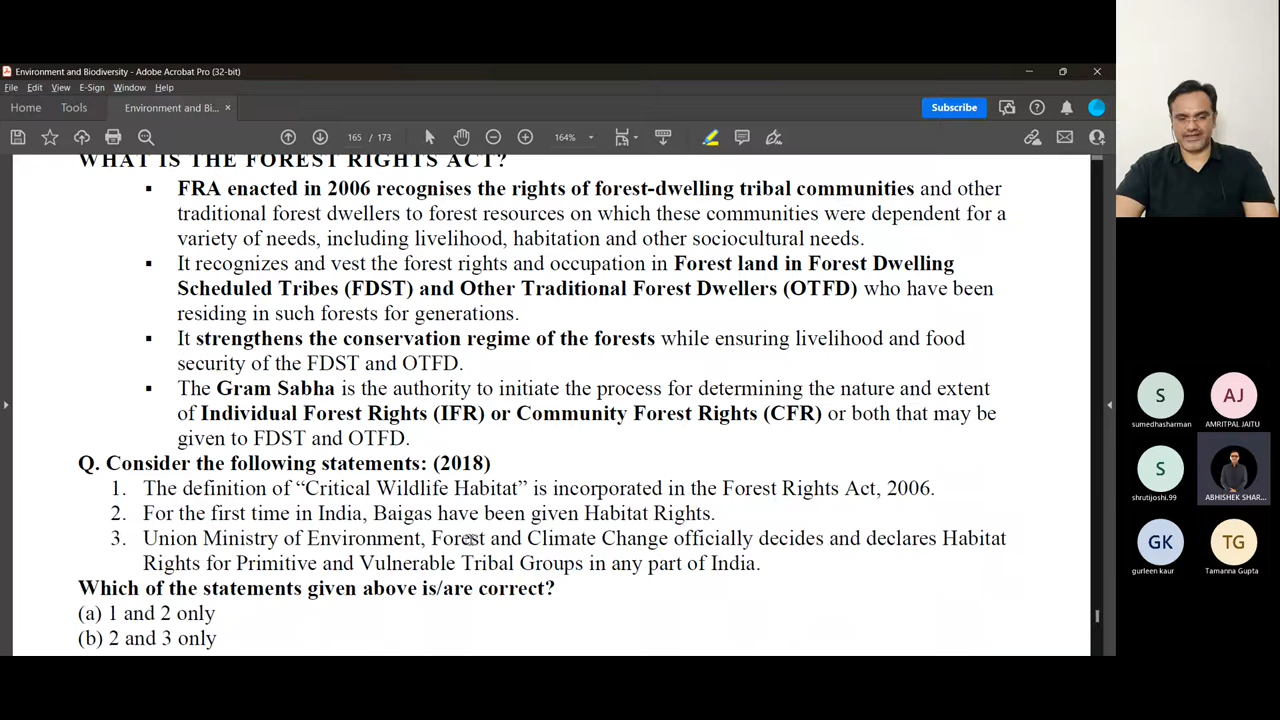 Environment and Biodiversity - Adobe Acrobat Pro (32-bit)
File Edit View E-Sign Window Help
Home Tools Environment and Bi... × Subscribe
165 / 173 164%
WHAT IS THE FOREST RIGHTS ACT?
▪ FRA enacted in 2006 recognises the rights of forest-dwelling tribal communities and other
traditional forest dwellers to forest resources on which these communities were dependent for a
variety of needs, including livelihood, habitation and other sociocultural needs.
▪ It recognizes and vest the forest rights and occupation in Forest land in Forest Dwelling
Scheduled Tribes (FDST) and Other Traditional Forest Dwellers (OTFD) who have been
residing in such forests for generations.
▪ It strengthens the conservation regime of the forests while ensuring livelihood and food
security of the FDST and OTFD.
▪ The Gram Sabha is the authority to initiate the process for determining the nature and extent
of Individual Forest Rights (IFR) or Community Forest Rights (CFR) or both that may be
given to FDST and OTFD.
Q. Consider the following statements: (2018)
1. The definition of “Critical Wildlife Habitat” is incorporated in the Forest Rights Act, 2006.
2. For the first time in India, Baigas have been given Habitat Rights.
3. Union Ministry of Environment, Forest and Climate Change officially decides and declares Habitat
Rights for Primitive and Vulnerable Tribal Groups in any part of India.
Which of the statements given above is/are correct?
(a) 1 and 2 only
(b) 2 and 3 only
S AJ
sumedhasharman AMRITPAL JAITU
S
shrutijoshi.99 ABHISHEK SHAR...
GK TG
gurleen kaur Tamanna Gupta